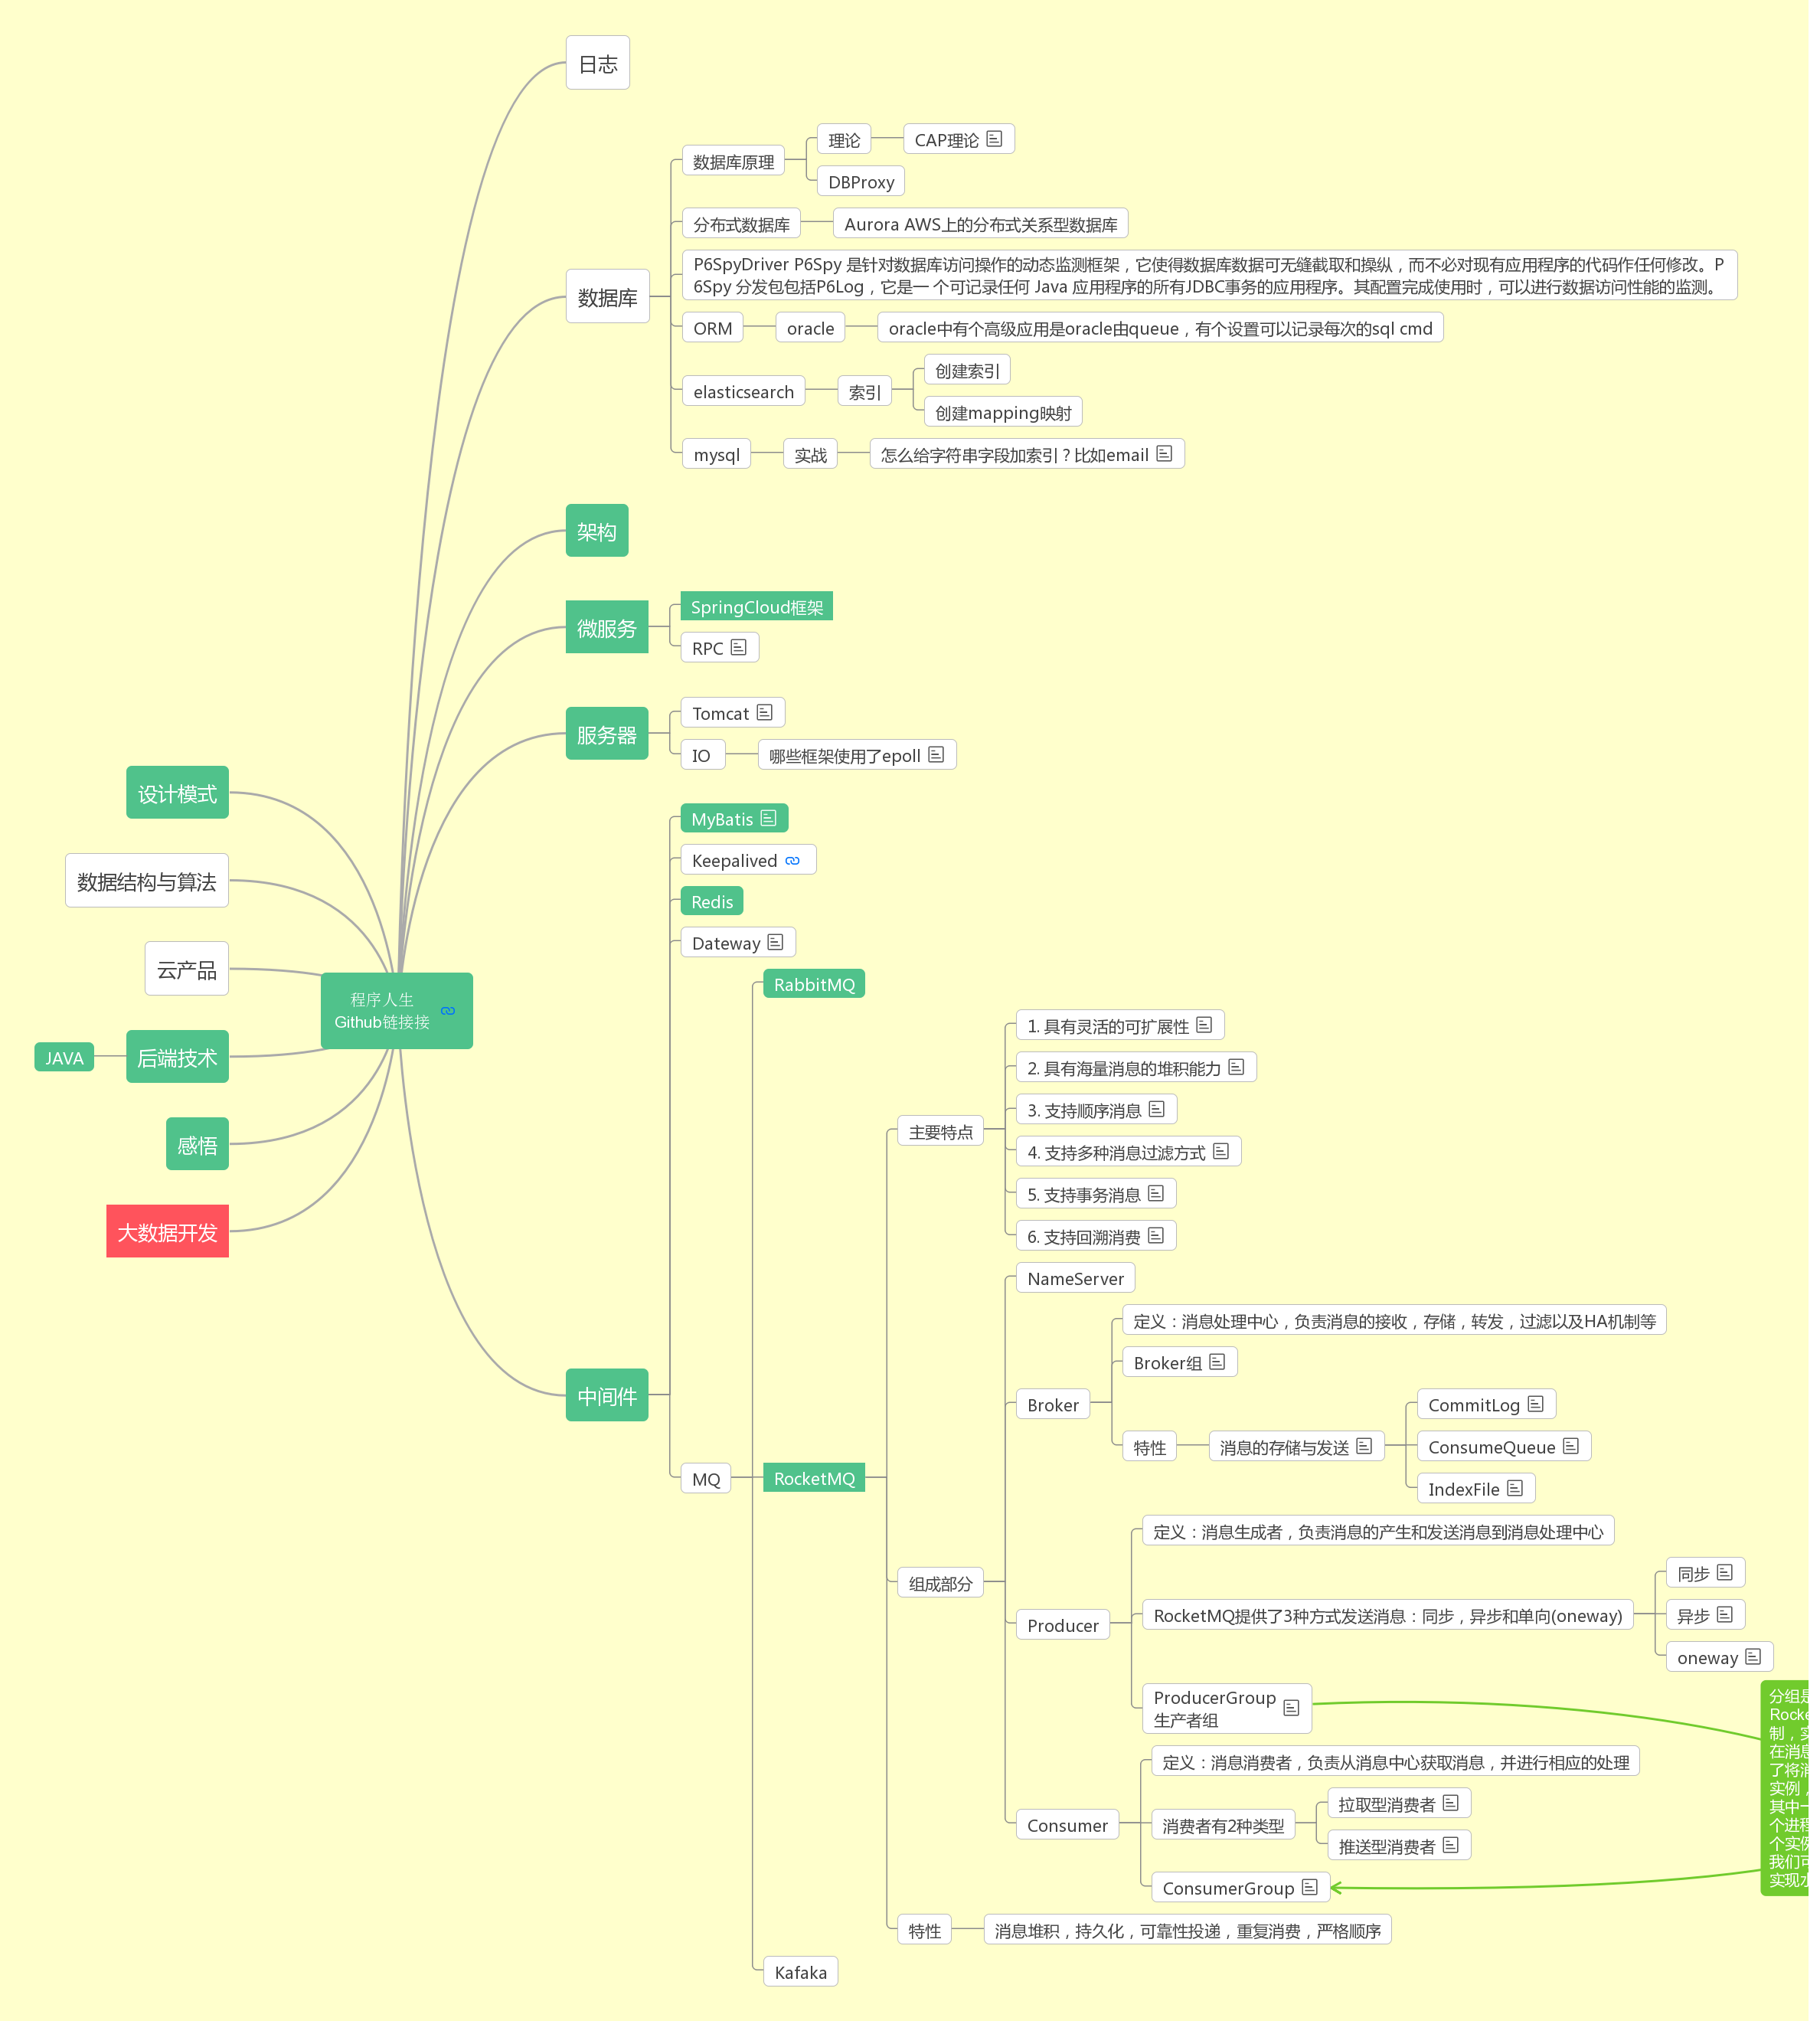 日志
数据库
数据库原理
理论
CAP理论
DBProxy
分布式数据库
Aurora AWS上的分布式关系型数据库
P6SpyDriver P6Spy 是针对数据库访问操作的动态监测框架，它使得数据库数据可无缝截取和操纵，而不必对现有应用程序的代码作任何修改。P
6Spy 分发包包括P6Log，它是一 个可记录任何 Java 应用程序的所有JDBC事务的应用程序。其配置完成使用时，可以进行数据访问性能的监测。
ORM
oracle
oracle中有个高级应用是oracle由queue，有个设置可以记录每次的sql cmd
elasticsearch
索引
创建索引
创建mapping映射
mysql
实战
怎么给字符串字段加索引？比如email
架构
微服务
SpringCloud框架
RPC
服务器
Tomcat
IO
哪些框架使用了epoll
设计模式
数据结构与算法
云产品
程序人生
Github链接接
JAVA
后端技术
感悟
大数据开发
中间件
MyBatis
Keepalived
Redis
Dateway
MQ
RabbitMQ
RocketMQ
主要特点
1. 具有灵活的可扩展性
2. 具有海量消息的堆积能力
3. 支持顺序消息
4. 支持多种消息过滤方式
5. 支持事务消息
6. 支持回溯消费
组成部分
NameServer
Broker
定义：消息处理中心，负责消息的接收，存储，转发，过滤以及HA机制等
Broker组
特性
消息的存储与发送
CommitLog
ConsumeQueue
IndexFile
Producer
定义：消息生成者，负责消息的产生和发送消息到消息处理中心
RocketMQ提供了3种方式发送消息：同步，异步和单向(oneway)
同步
异步
oneway
ProducerGroup
生产者组
分组是
Rocke
制，实
在消息
了将消
实例，
其中一
个进程
个实例
我们可
实现水
Consumer
定义：消息消费者，负责从消息中心获取消息，并进行相应的处理
消费者有2种类型
拉取型消费者
推送型消费者
ConsumerGroup
特性
消息堆积，持久化，可靠性投递，重复消费，严格顺序
Kafaka